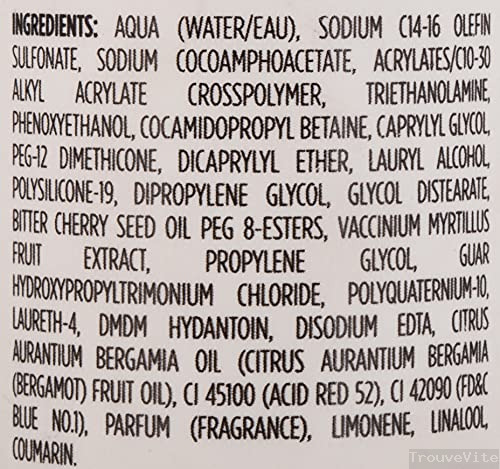 INGREDIENTS: AQUA (WATER/EAU), SODIUM C14-16 OLEFIN
SULFONATE, SODIUM COCOAMPHOACETATE, ACRYLATES/C10-30
ALKYL ACRYLATE CROSSPOLYMER, TRIETHANOLAMINE,
PHENOXYETHANOL, COCAMIDOPROPYL BETAINE, CAPRYLYL GLYCOL,
PEG-12 DIMETHICONE, DICAPRYLYL ETHER, LAURYL ALCOHOL,
POLYSILICONE-19, DIPROPYLENE GLYCOL, GLYCOL DISTEARATE,
BITTER CHERRY SEED OIL PEG 8-ESTERS, VACCINIUM MYRTILLUS
FRUIT EXTRACT, PROPYLENE GLYCOL, GUAR
HYDROXYPROPYLTRIMONIUM CHLORIDE, POLYQUATERNIUM-10,
LAURETH-4, DMDM HYDANTOIN, DISODIUM EDTA, CITRUS
AURANTIUM BERGAMIA OIL (CITRUS AURANTIUM BERGAMIA
(BERGAMOT) FRUIT OIL), CI 45100 (ACID RED 52), CI 42090 (FD&C
BLUE NO.1), PARFUM (FRAGRANCE), LIMONENE, LINALOOL,
COUMARIN.
TrouveVite